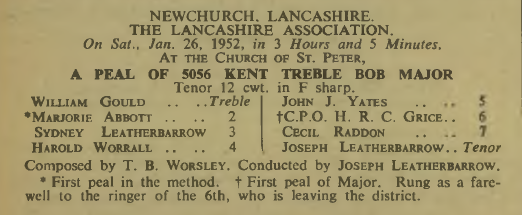 NEWCHURCH, LANCASHIRE.
THE LANCASHIRE ASSOCIATION.
On Sat., Jan. 26, 1952, in 3 Hours and 5 Minutes,
AT THE CHURCH OF ST. PETER,
A PEAL OF 5056 KENT TREBLE BOB MAJOR
Tenor 12 cwt. in F sharp.
WILLIAM GOULD .. ..Treble
*MARJORIE ABBOTT .. .. 2
SYDNEY LEATHERBARROW 3
HAROLD WORRALL .. .. 4
JOHN J. YATES .. .. 5
†C.P.O. H. R. C. GRICE.. 6
CECIL RADDON .. .. 7
JOSEPH LEATHERBARROW.. Tenor
Composed by T. B. WORSLEY. Conducted by JOSEPH LEATHERBARROW.
* First peal in the method. † First peal of Major. Rung as a fare-
well to the ringer of the 6th, who is leaving the district.